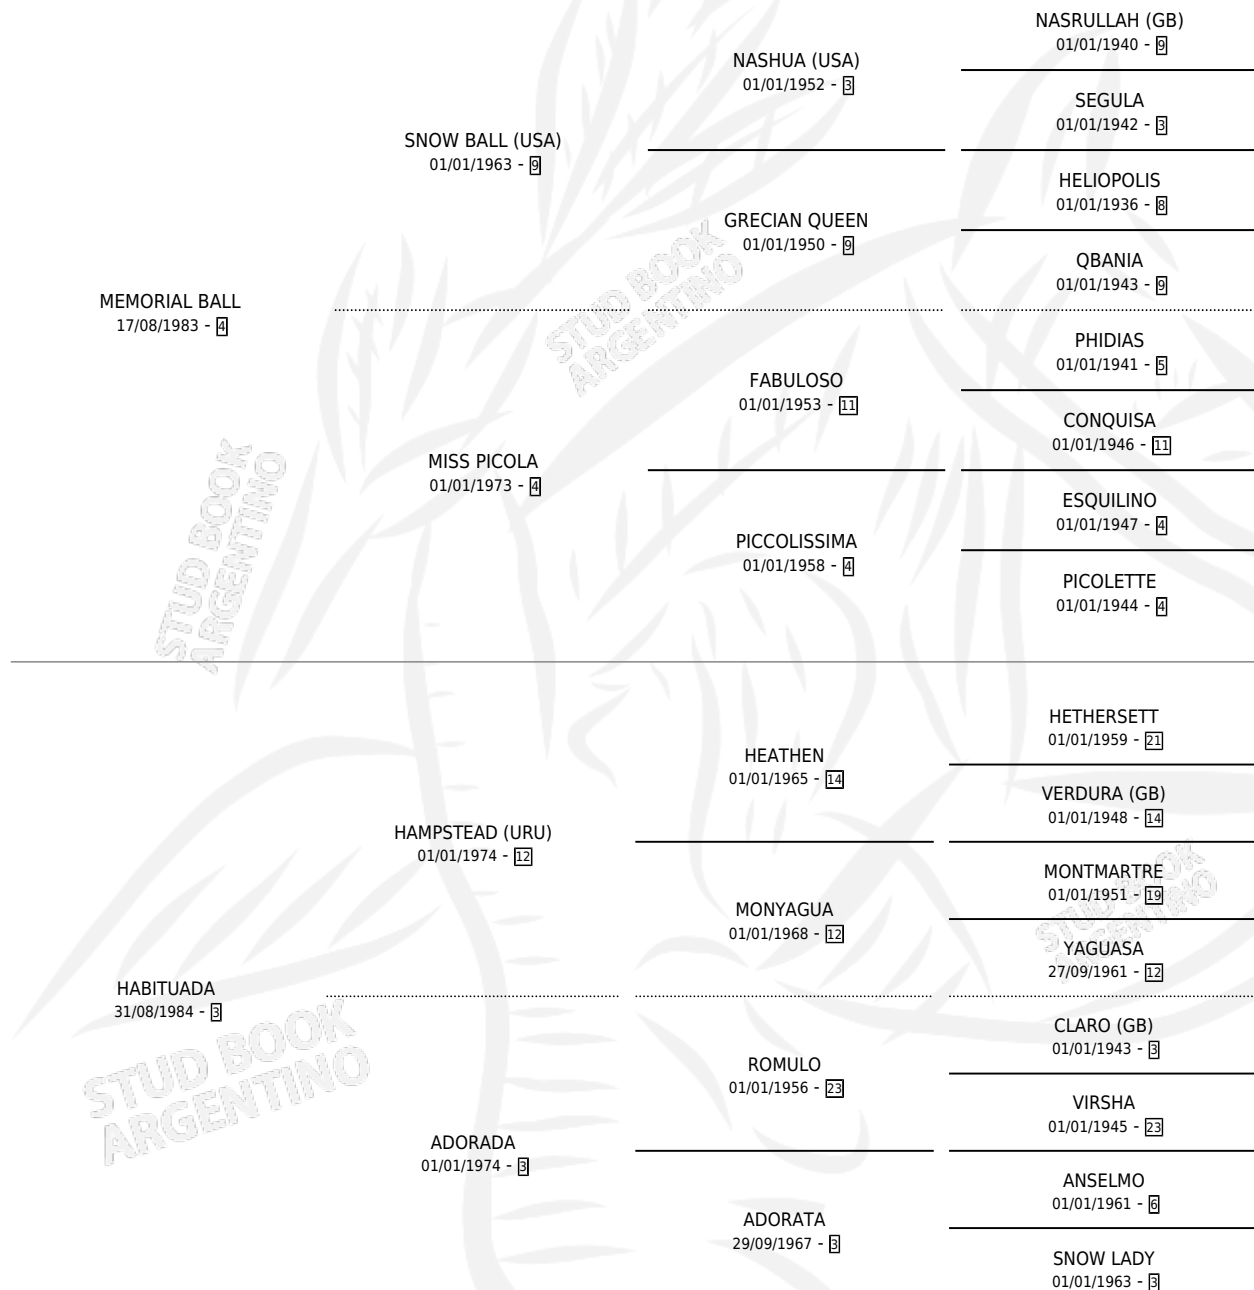 NASRULLAH (GB)
01/01/1940 - 9
NASHUA (USA)
01/01/1952 - 3
SEGULA
01/01/1942 - 3
SNOW BALL (USA)
01/01/1963 - 9
HELIOPOLIS
01/01/1936 - 8
GRECIAN QUEEN
01/01/1950 - 9
QBANIA
01/01/1943 - 9
MEMORIAL BALL
17/08/1983 - 4
PHIDIAS
01/01/1941 - 5
FABULOSO
01/01/1953 - 11
CONQUISA
01/01/1946 - 11
MISS PICOLA
01/01/1973 - 4
ESQUILINO
01/01/1947 - 4
PICCOLISSIMA
01/01/1958 - 4
PICOLETTE
01/01/1944 - 4
STUD BOOK
ARGENTINO
STUD BOOK
ARGENTINO
HETHERSETT
01/01/1959 - 21
HEATHEN
01/01/1965 - 14
VERDURA (GB)
01/01/1948 - 14
HAMPSTEAD (URU)
01/01/1974 - 12
MONTMARTRE
01/01/1951 - 19
MONYAGUA
01/01/1968 - 12
YAGUASA
27/09/1961 - 12
HABITUADA
31/08/1984 - 3
CLARO (GB)
01/01/1943 - 3
ROMULO
01/01/1956 - 23
VIRSHA
01/01/1945 - 23
ADORADA
01/01/1974 - 3
ANSELMO
01/01/1961 - 6
ADORATA
29/09/1967 - 3
SNOW LADY
01/01/1963 - 3
STUD BOOK
ARGENTINO
STUD BOOK
ARGENTINO